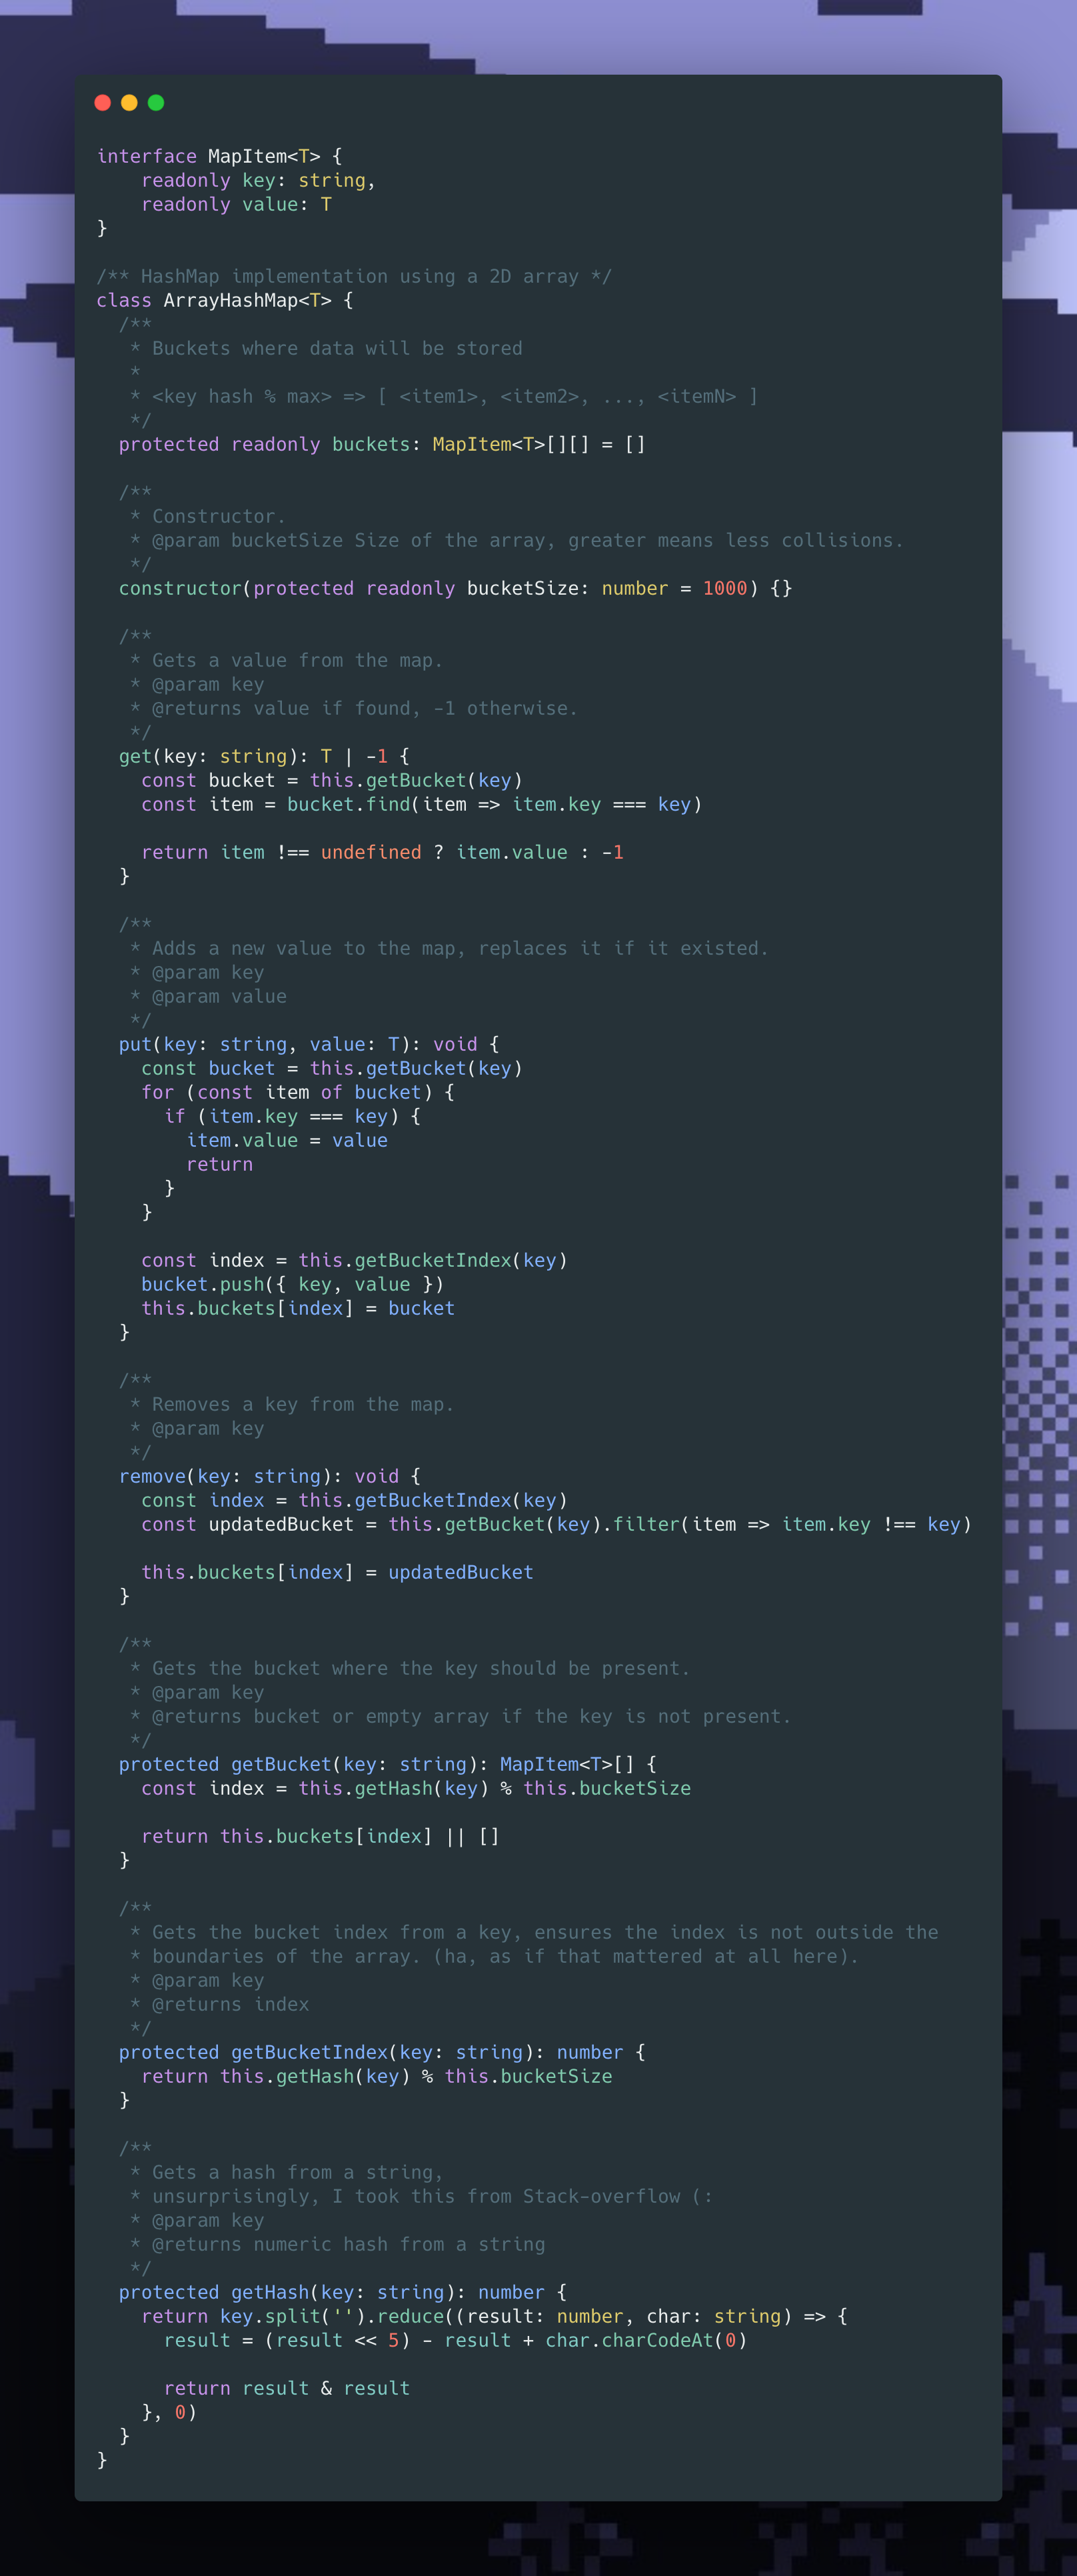 interface MapItem<T> {
    readonly key: string,
    readonly value: T
}

/** HashMap implementation using a 2D array */
class ArrayHashMap<T> {
  /**
   * Buckets where data will be stored
   *
   * <key hash % max> => [ <item1>, <item2>, ..., <itemN> ]
   */
  protected readonly buckets: MapItem<T>[][] = []

  /**
   * Constructor.
   * @param bucketSize Size of the array, greater means less collisions.
   */
  constructor(protected readonly bucketSize: number = 1000) {}

  /**
   * Gets a value from the map.
   * @param key
   * @returns value if found, -1 otherwise.
   */
  get(key: string): T | -1 {
    const bucket = this.getBucket(key)
    const item = bucket.find(item => item.key === key)

    return item !== undefined ? item.value : -1
  }

  /**
   * Adds a new value to the map, replaces it if it existed.
   * @param key
   * @param value
   */
  put(key: string, value: T): void {
    const bucket = this.getBucket(key)
    for (const item of bucket) {
      if (item.key === key) {
        item.value = value
        return
      }
    }

    const index = this.getBucketIndex(key)
    bucket.push({ key, value })
    this.buckets[index] = bucket
  }

  /**
   * Removes a key from the map.
   * @param key
   */
  remove(key: string): void {
    const index = this.getBucketIndex(key)
    const updatedBucket = this.getBucket(key).filter(item => item.key !== key)

    this.buckets[index] = updatedBucket
  }

  /**
   * Gets the bucket where the key should be present.
   * @param key
   * @returns bucket or empty array if the key is not present.
   */
  protected getBucket(key: string): MapItem<T>[] {
    const index = this.getHash(key) % this.bucketSize

    return this.buckets[index] || []
  }

  /**
   * Gets the bucket index from a key, ensures the index is not outside the
   * boundaries of the array. (ha, as if that mattered at all here).
   * @param key
   * @returns index
   */
  protected getBucketIndex(key: string): number {
    return this.getHash(key) % this.bucketSize
  }

  /**
   * Gets a hash from a string,
   * unsurprisingly, I took this from Stack-overflow (:
   * @param key
   * @returns numeric hash from a string
   */
  protected getHash(key: string): number {
    return key.split('').reduce((result: number, char: string) => {
      result = (result << 5) - result + char.charCodeAt(0)

      return result & result
    }, 0)
  }
}